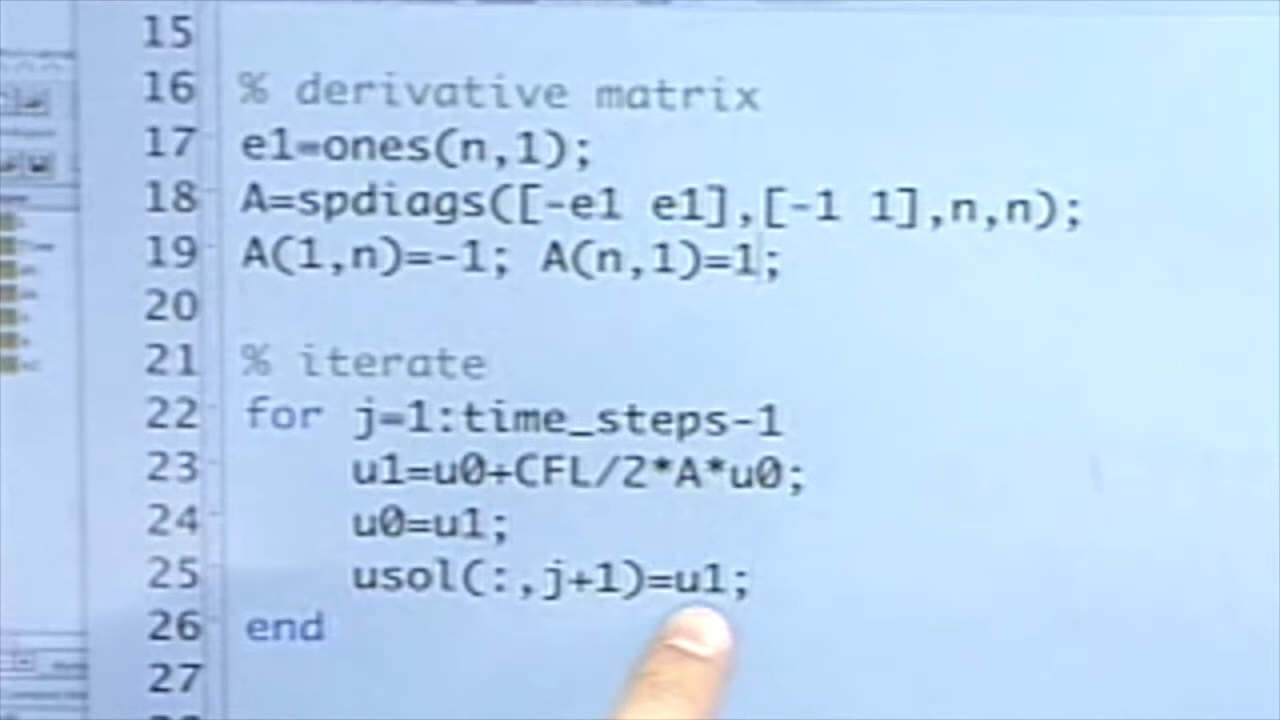 15
16 % derivative matrix
17 e1=ones(n,1);
18 A=spdiags([-e1 e1],[-1 1],n,n);
19 A(1,n)=-1; A(n,1)=1;
20
21 % iterate
22 for j=1:time_steps-1
23 u1=u0+CFL/2*A*u0;
24 u0=u1;
25 usol(:,j+1)=u1;
26 end
27